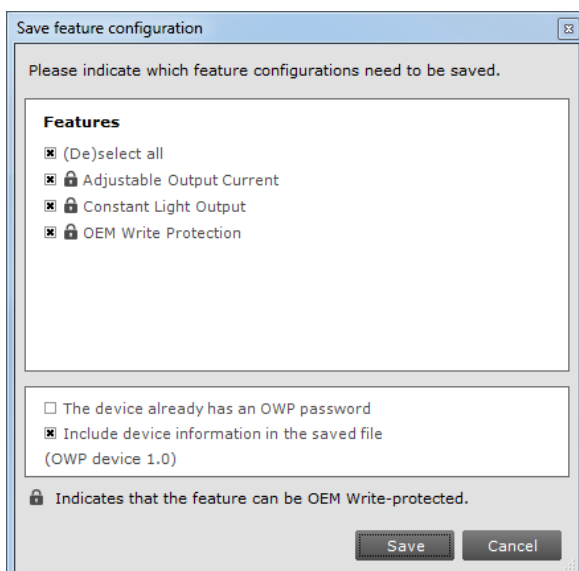 Save feature configuration
Please indicate which feature configurations need to be saved.
Features
(De)select all
Adjustable Output Current
Constant Light Output
OEM Write Protection
The device already has an OWP password
Include device information in the saved file
(OWP device 1.0)
Indicates that the feature can be OEM Write-protected.
Save Cancel